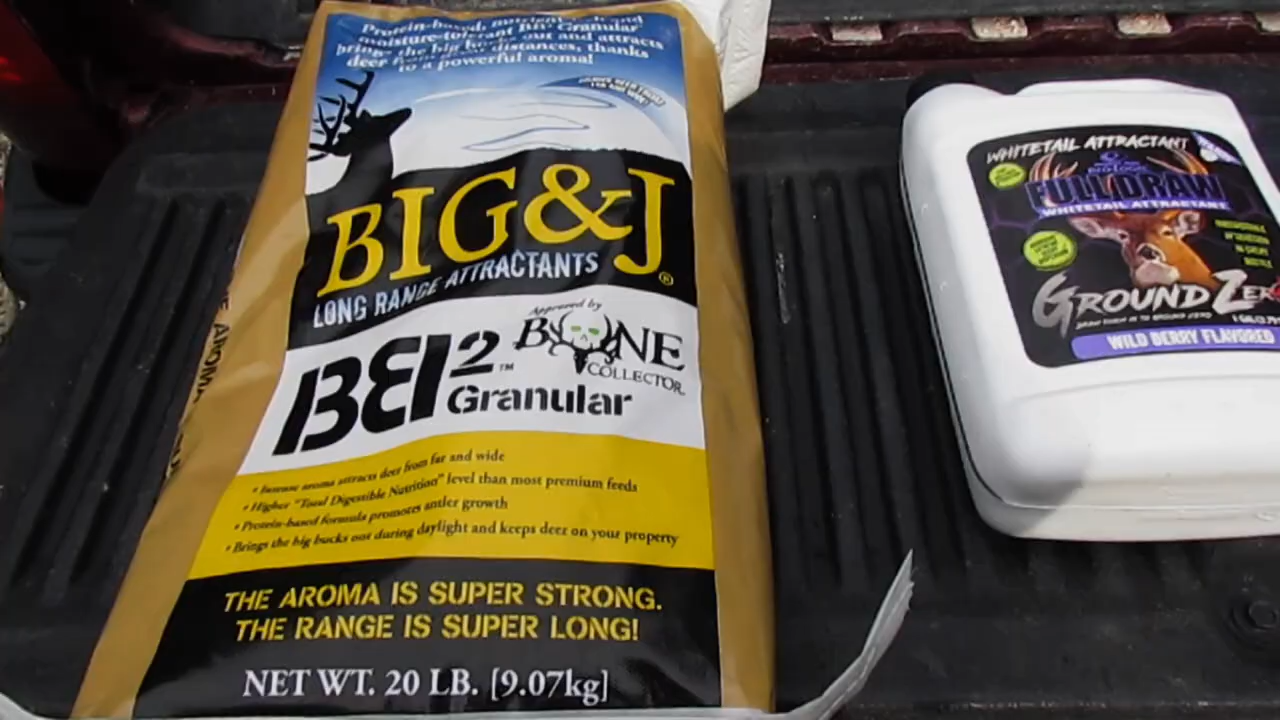 Protein-based, nutrient-rich and
moisture-tolerant BB² Granular
brings the big bucks out and attracts
deer from great distances, thanks
to a powerful aroma!
BIG&J®
LONG RANGE ATTRACTANTS
Approved by
BONE
COLLECTOR
BB2™
Granular
• Intense aroma attracts deer from far and wide
• Higher "Total Digestible Nutrition" level than most premium feeds
• Protein-based formula promotes antler growth
• Brings the big bucks out during daylight and keeps deer on your property
THE AROMA IS SUPER STRONG.
THE RANGE IS SUPER LONG!
NET WT. 20 LB. [9.07kg]
AROMA
WHITETAIL ATTRACTANT
FULL DRAW
WHITETAIL ATTRACTANT
GROUND ZER
WILD BERRY FLAVORED